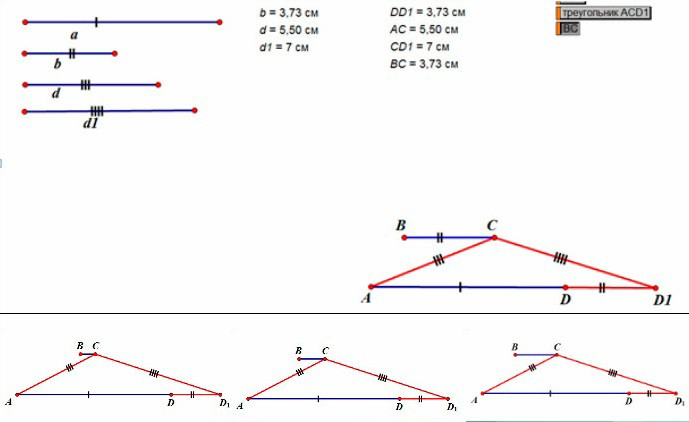 a
b
d
d1
b = 3,73 см
d = 5,50 см
d1 = 7 см
DD1 = 3,73 см
AC = 5,50 см
CD1 = 7 см
BC = 3,73 см
треугольник ACD1
BC
B C
A D D1
B C
A D D1
B C
A D D1
B C
A D D1